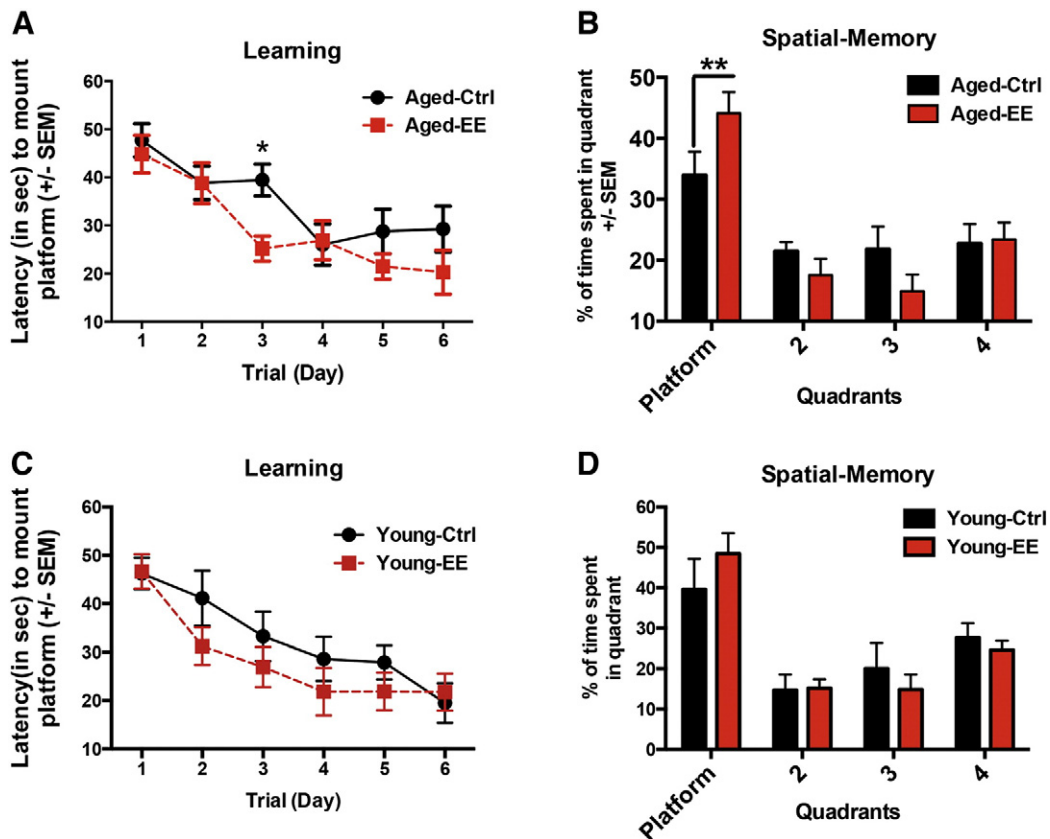 A
Learning
Latency (in sec) to mount
platform (+/- SEM)
60
50
40
30
20
10
*
Aged-Ctrl
Aged-EE
1 2 3 4 5 6
Trial (Day)
B
Spatial-Memory
% of time spent in quadrant
+/- SEM
50
40
30
20
10
**
Aged-Ctrl
Aged-EE
Platform 2 3 4
Quadrants
C
Learning
Latency(in sec) to mount
platform (+/- SEM)
60
50
40
30
20
10
Young-Ctrl
Young-EE
1 2 3 4 5 6
Trial (Day)
D
Spatial-Memory
% of time spent
in quadrant
60
50
40
30
20
10
0
Young-Ctrl
Young-EE
Platform 2 3 4
Quadrants